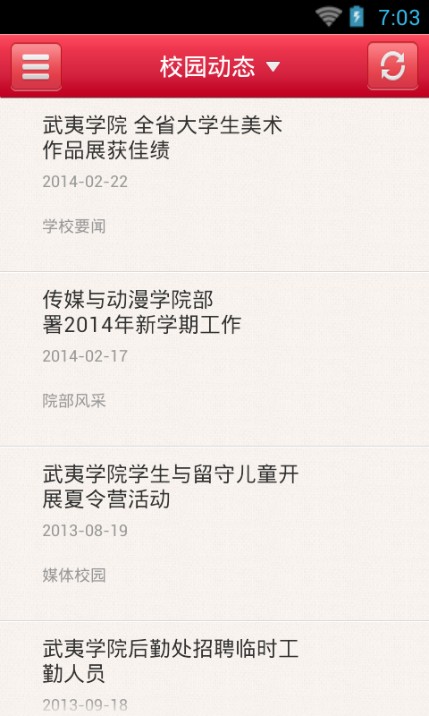 7:03
校园动态
武夷学院 全省大学生美术
作品展获佳绩
2014-02-22
学校要闻
传媒与动漫学院部
署2014年新学期工作
2014-02-17
院部风采
武夷学院学生与留守儿童开
展夏令营活动
2013-08-19
媒体校园
武夷学院后勤处招聘临时工
勤人员
2013-09-18